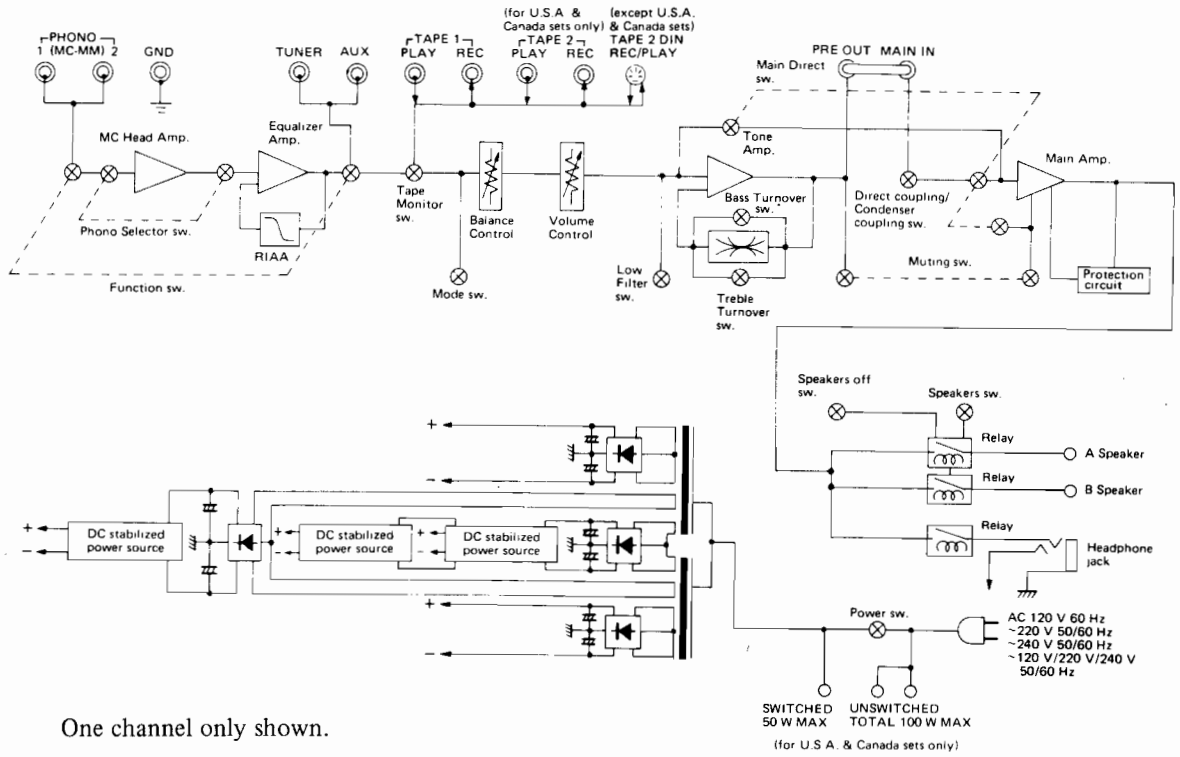 PHONO
1 (MC-MM) 2
GND
TUNER
AUX
TAPE 1
PLAY
REC
(for U.S.A &
Canada sets only)
TAPE 2
PLAY
REC
(except U.S.A.
& Canada sets)
TAPE 2 DIN
REC/PLAY
PRE OUT
MAIN IN
Main Direct
sw.
MC Head Amp.
Equalizer
Amp.
Tone
Amp.
Main Amp.
Phono Selector sw.
RIAA
Function sw.
Tape
Monitor
sw.
Balance
Control
Volume
Control
Mode sw.
Low
Filter
sw.
Bass Turnover
sw.
Treble
Turnover
sw.
Direct coupling/
Condenser
coupling sw.
Muting sw.
Protection
circuit
Speakers off
sw.
Speakers sw.
Relay
A Speaker
Relay
B Speaker
Relay
Headphone
jack
+
−
+
−
DC stabilized
power source
+
−
DC stabilized
power source
+
−
DC stabilized
power source
+
−
Power sw.
AC 120 V 60 Hz
~220 V 50/60 Hz
~240 V 50/60 Hz
~120 V/220 V/240 V
50/60 Hz
SWITCHED
50 W MAX
UNSWITCHED
TOTAL 100 W MAX
(for U.S A. & Canada sets only)
One channel only shown.